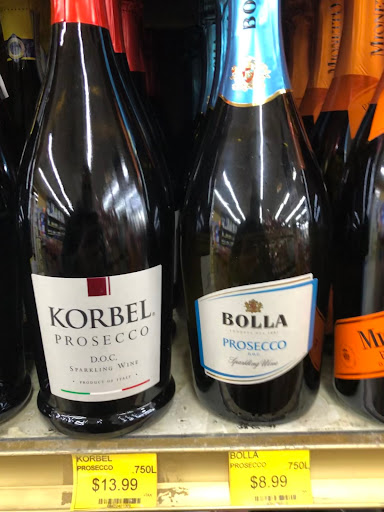 KORBEL
PROSECCO
D.O.C.
SPARKLING WINE
PRODUCT OF ITALY
BOLLA
PROSECCO
D.O.C.
Sparkling Wine
KORBEL
PROSECCO .750L
$13.99
BOLLA
PROSECCO .750L
$8.99